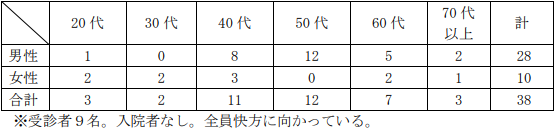 20代 30代 40代 50代 60代 70代以上 計
男性 1 0 8 12 5 2 28
女性 2 2 3 0 2 1 10
合計 3 2 11 12 7 3 38
※受診者９名。入院者なし。全員快方に向かっている。